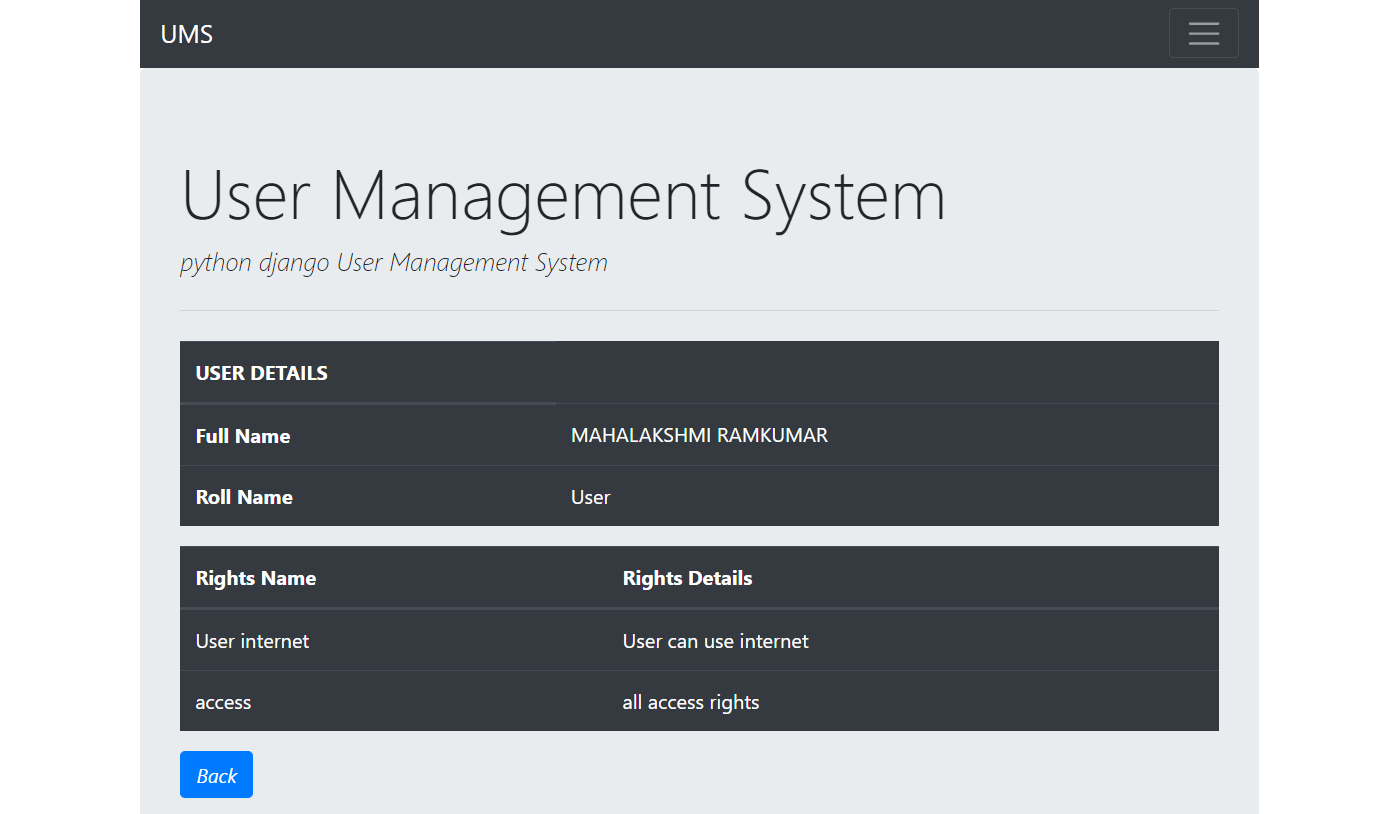 UMS
User Management System
python django User Management System
USER DETAILS
Full Name MAHALAKSHMI RAMKUMAR
Roll Name User
Rights Name Rights Details
User internet User can use internet
access all access rights
Back